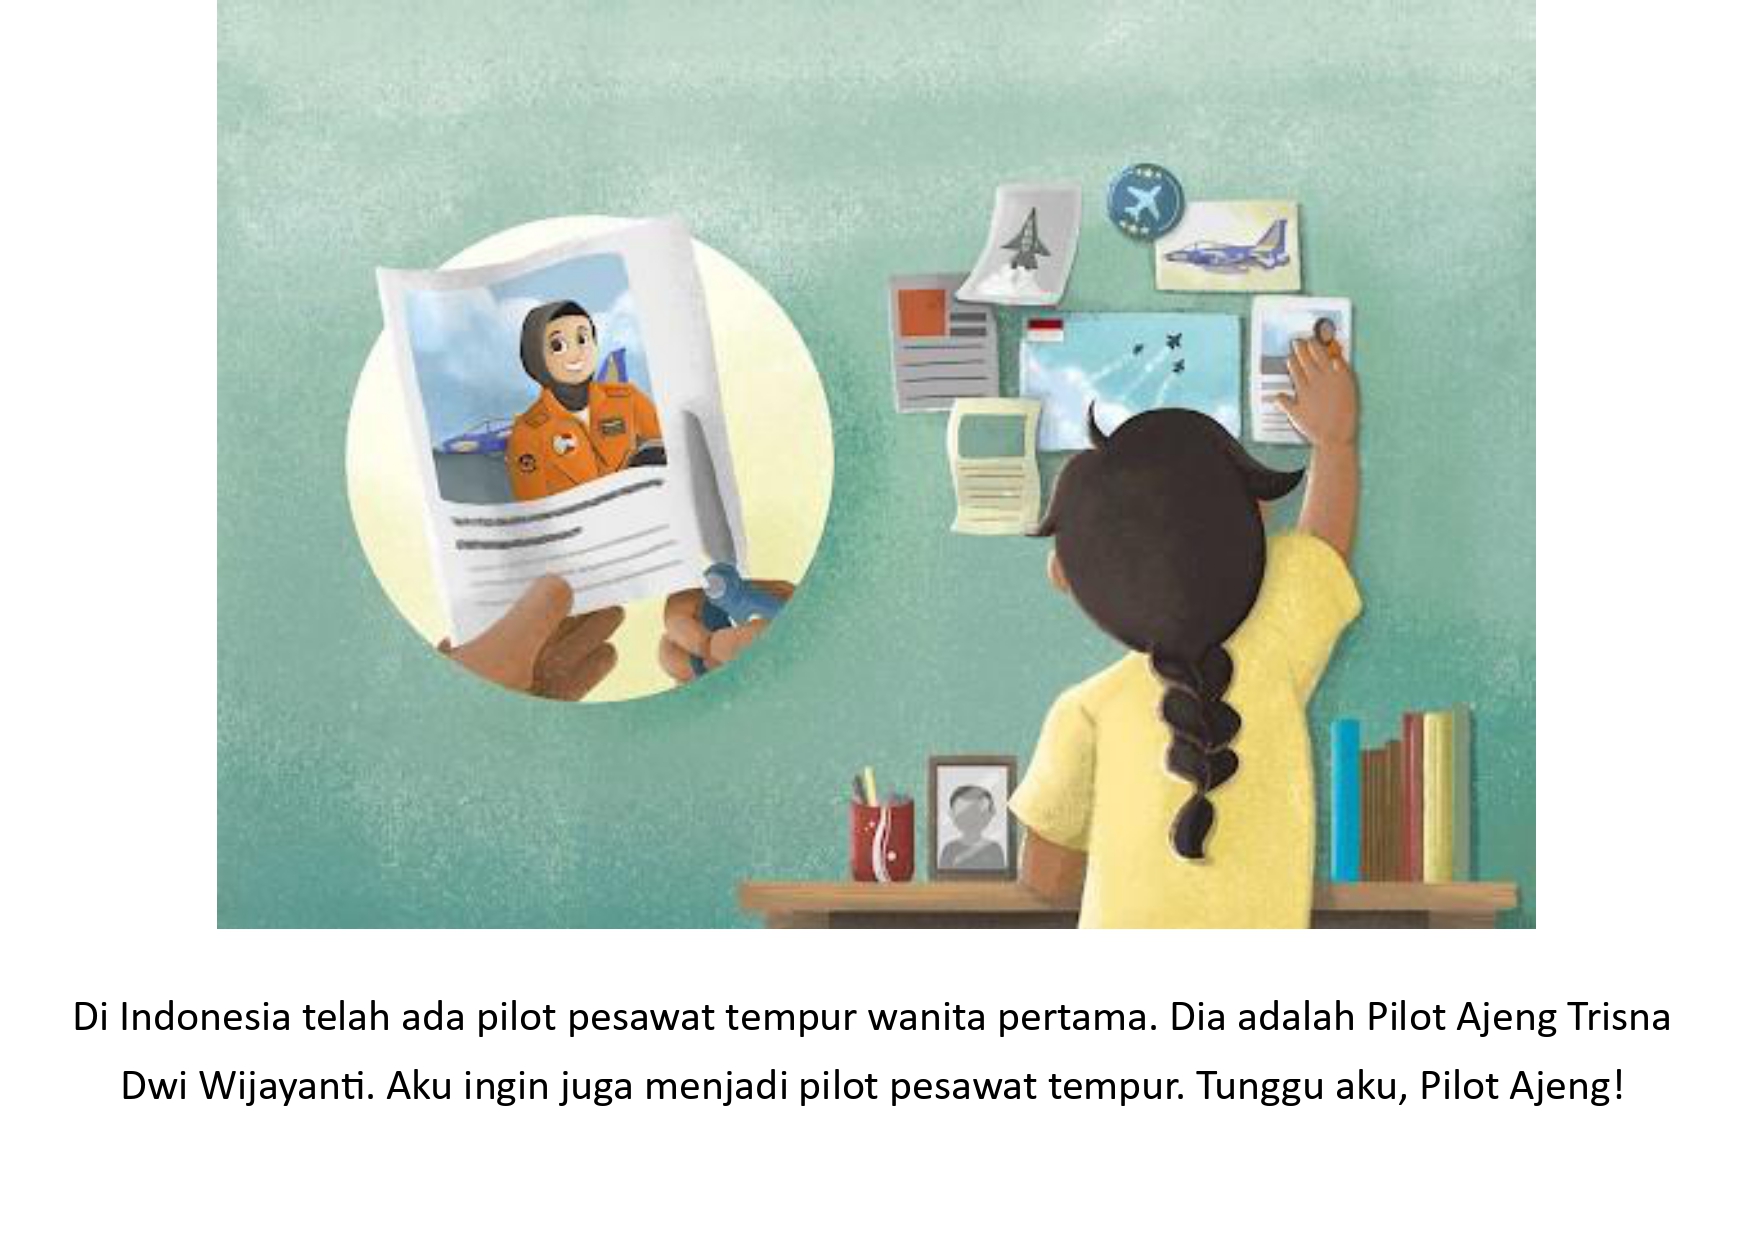 Di Indonesia telah ada pilot pesawat tempur wanita pertama. Dia adalah Pilot Ajeng Trisna
Dwi Wijayanti. Aku ingin juga menjadi pilot pesawat tempur. Tunggu aku, Pilot Ajeng!